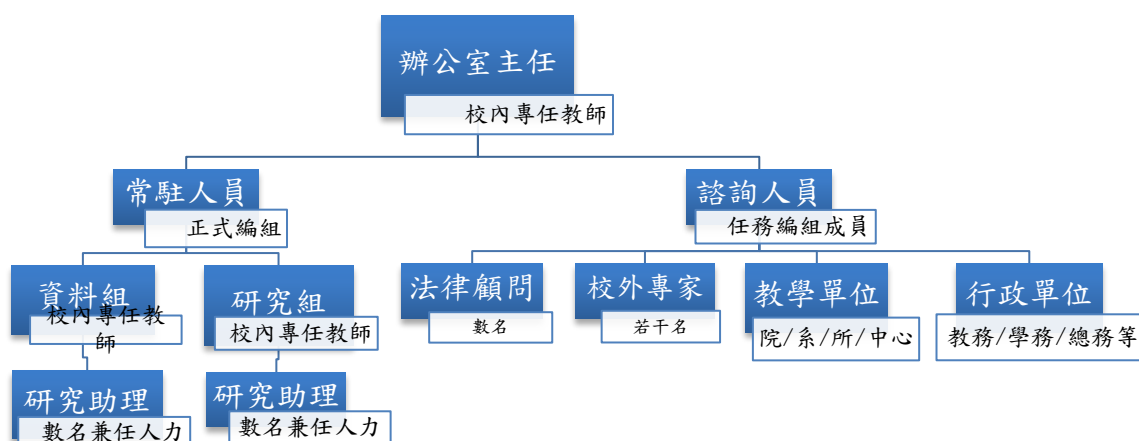 辦公室主任
校內專任教師
常駐人員
正式編組
諮詢人員
任務編組成員
資料組
校內專任教
師
研究組
校內專任教師
法律顧問
數名
校外專家
若干名
教學單位
院/系/所/中心
行政單位
教務/學務/總務等
研究助理
數名兼任人力
研究助理
數名兼任人力